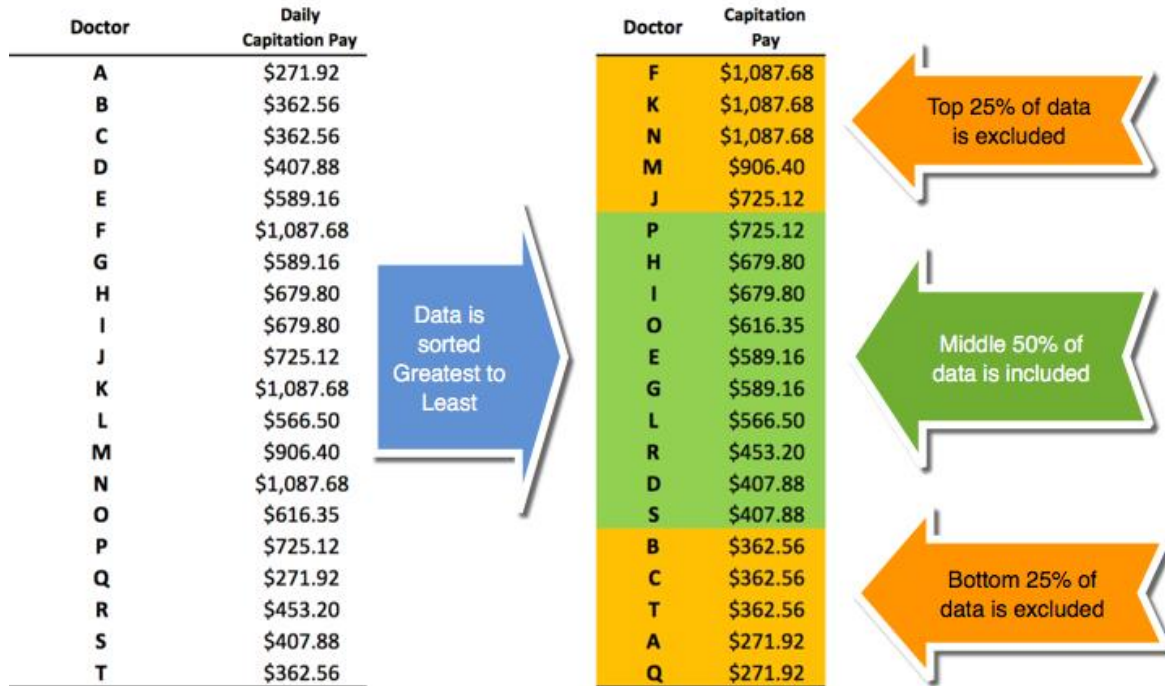 Doctor Daily Capitation Pay
A $271.92
B $362.56
C $362.56
D $407.88
E $589.16
F $1,087.68
G $589.16
H $679.80
I $679.80
J $725.12
K $1,087.68
L $566.50
M $906.40
N $1,087.68
O $616.35
P $725.12
Q $271.92
R $453.20
S $407.88
T $362.56
Data is
sorted
Greatest to
Least
Doctor Capitation Pay
F $1,087.68
K $1,087.68
N $1,087.68
M $906.40
J $725.12
P $725.12
H $679.80
I $679.80
O $616.35
E $589.16
G $589.16
L $566.50
R $453.20
D $407.88
S $407.88
B $362.56
C $362.56
T $362.56
A $271.92
Q $271.92
Top 25% of data
is excluded
Middle 50% of
data is included
Bottom 25% of
data is excluded